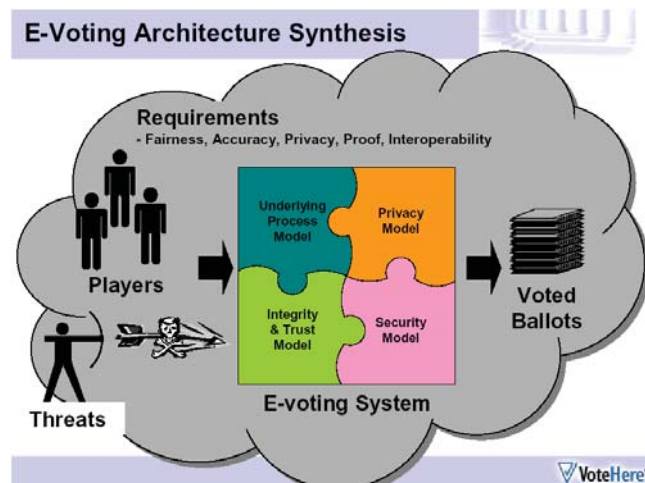 E-Voting Architecture Synthesis
Requirements
- Fairness, Accuracy, Privacy, Proof, Interoperability
Underlying
Process
Model
Privacy
Model
Players
Integrity
& Trust
Model
Security
Model
Voted
Ballots
Threats
E-voting System
VoteHere